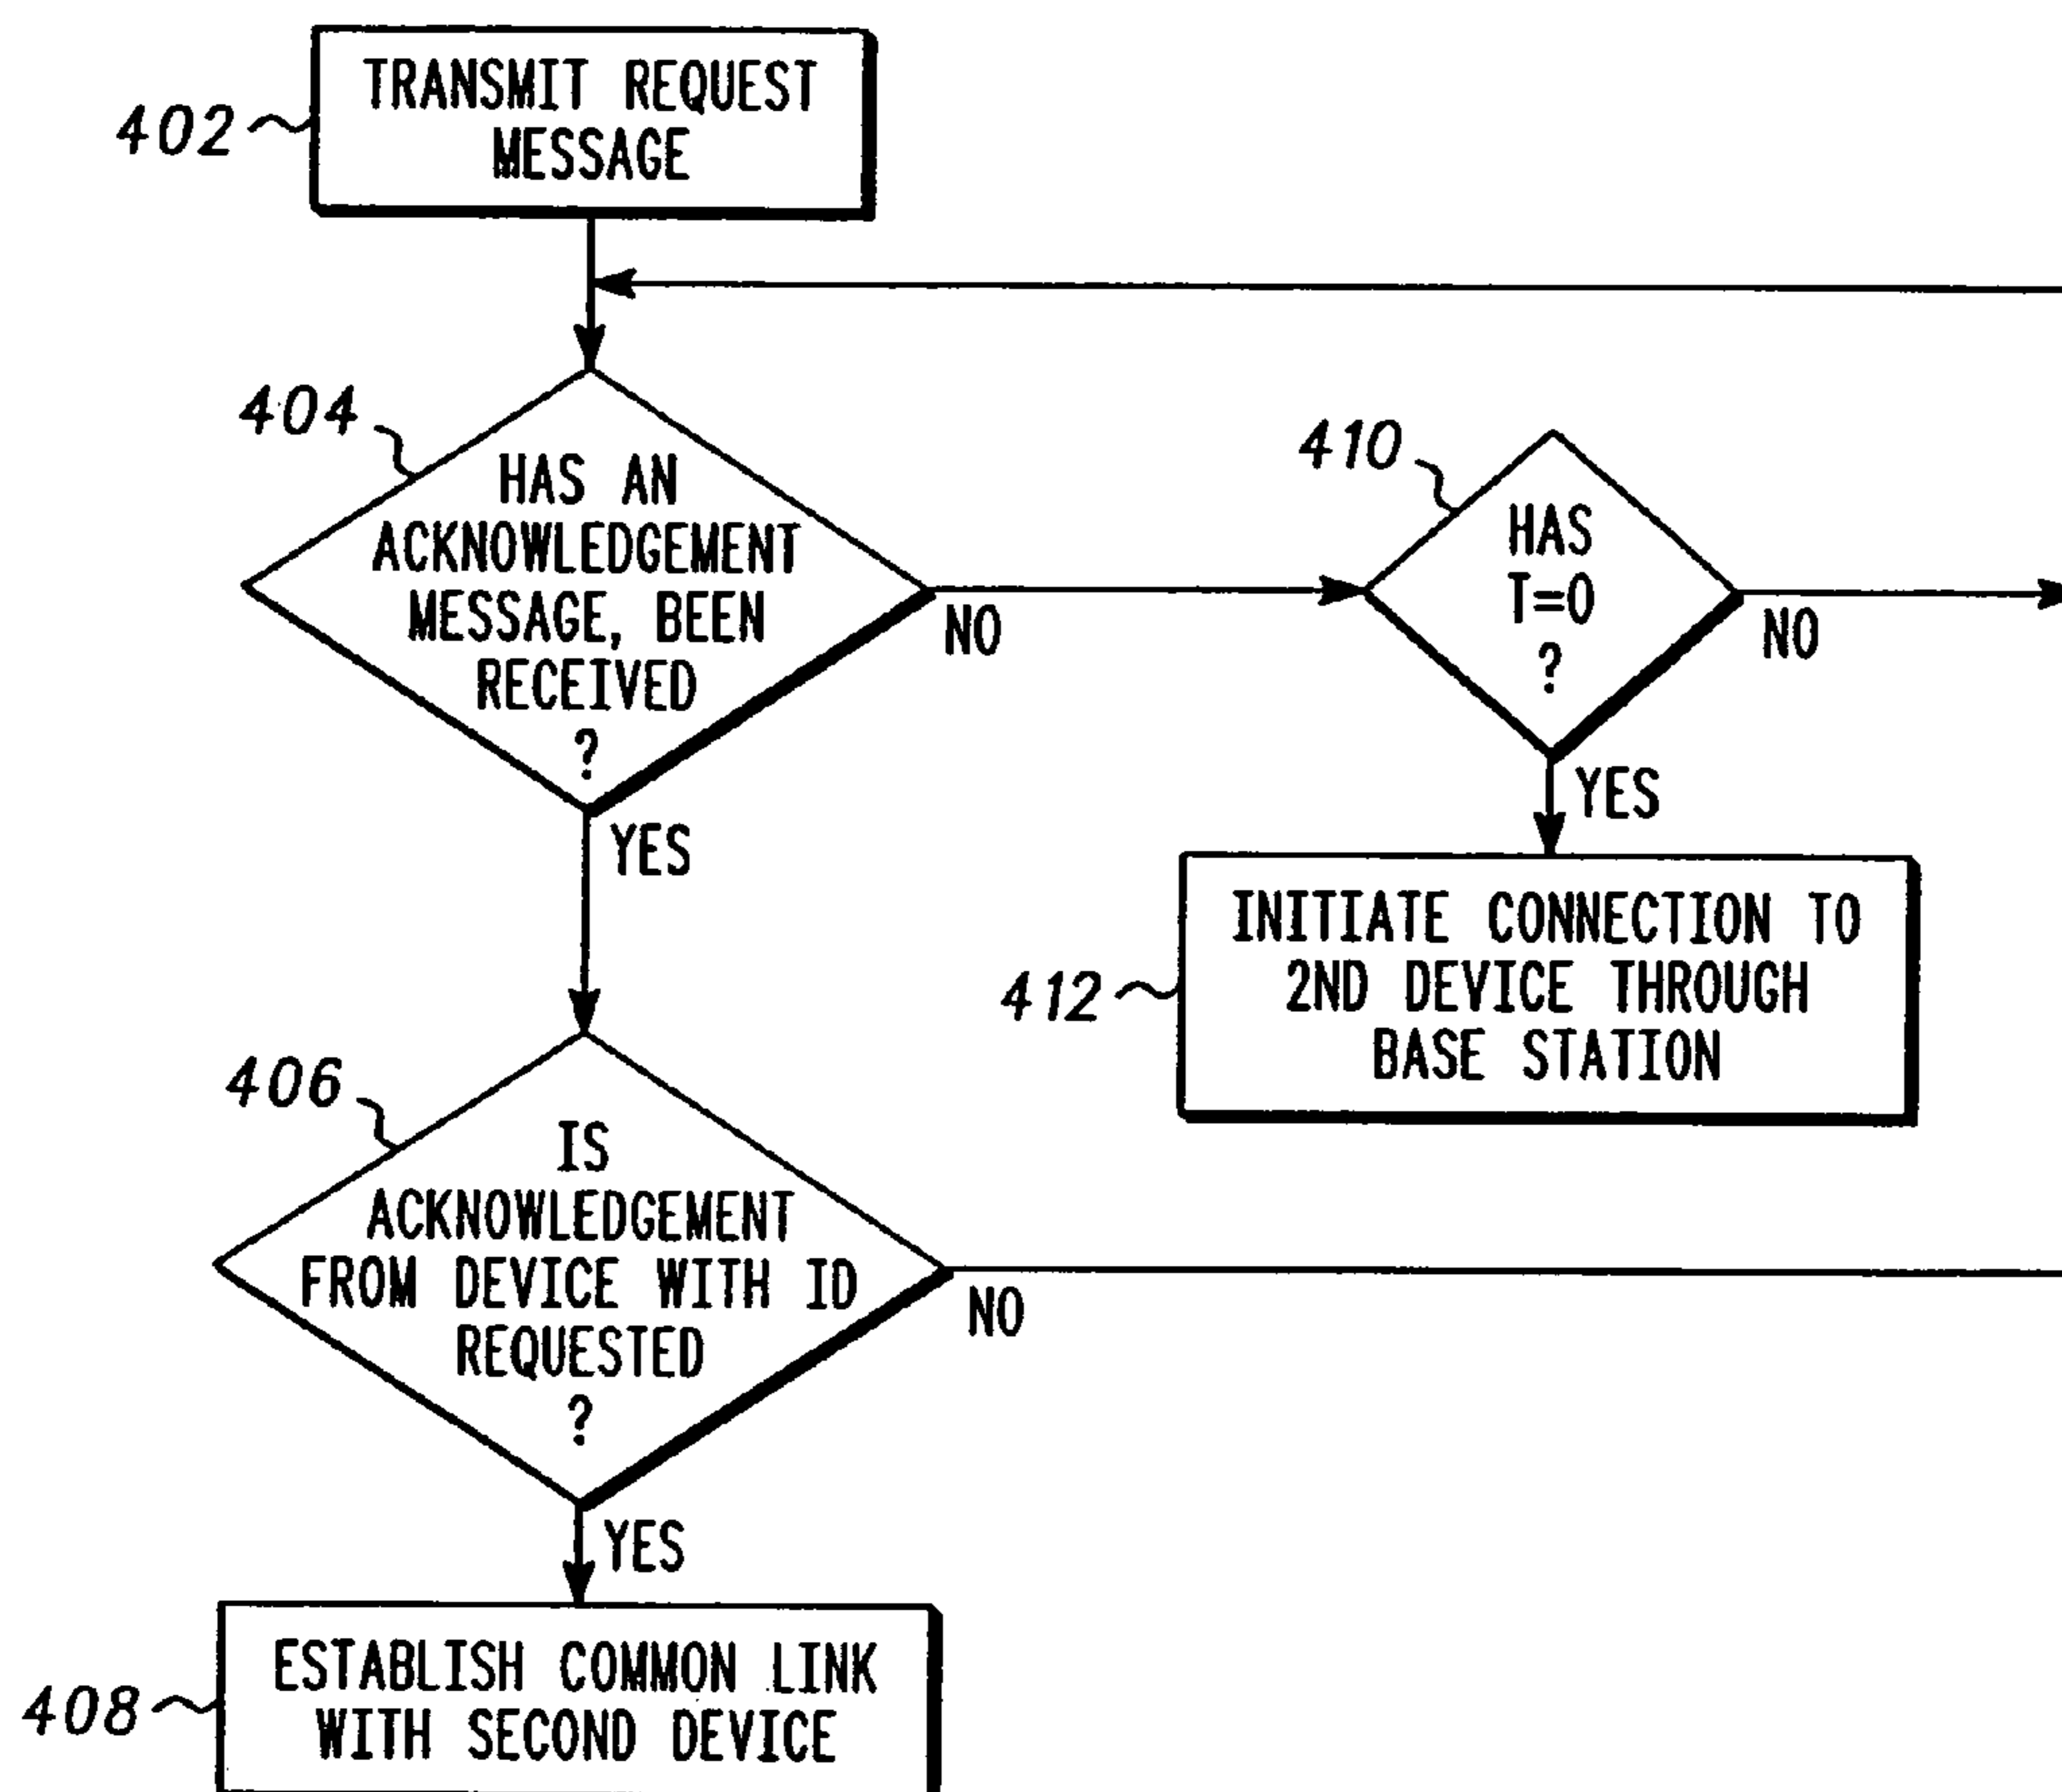 402
TRANSMIT REQUEST
MESSAGE
404
HAS AN
ACKNOWLEDGEMENT
MESSAGE, BEEN
RECEIVED
?
NO
YES
410
HAS
T=0
?
NO
YES
412
INITIATE CONNECTION TO
2ND DEVICE THROUGH
BASE STATION
406
IS
ACKNOWLEDGEMENT
FROM DEVICE WITH ID
REQUESTED
?
NO
YES
408
ESTABLISH COMMON LINK
WITH SECOND DEVICE